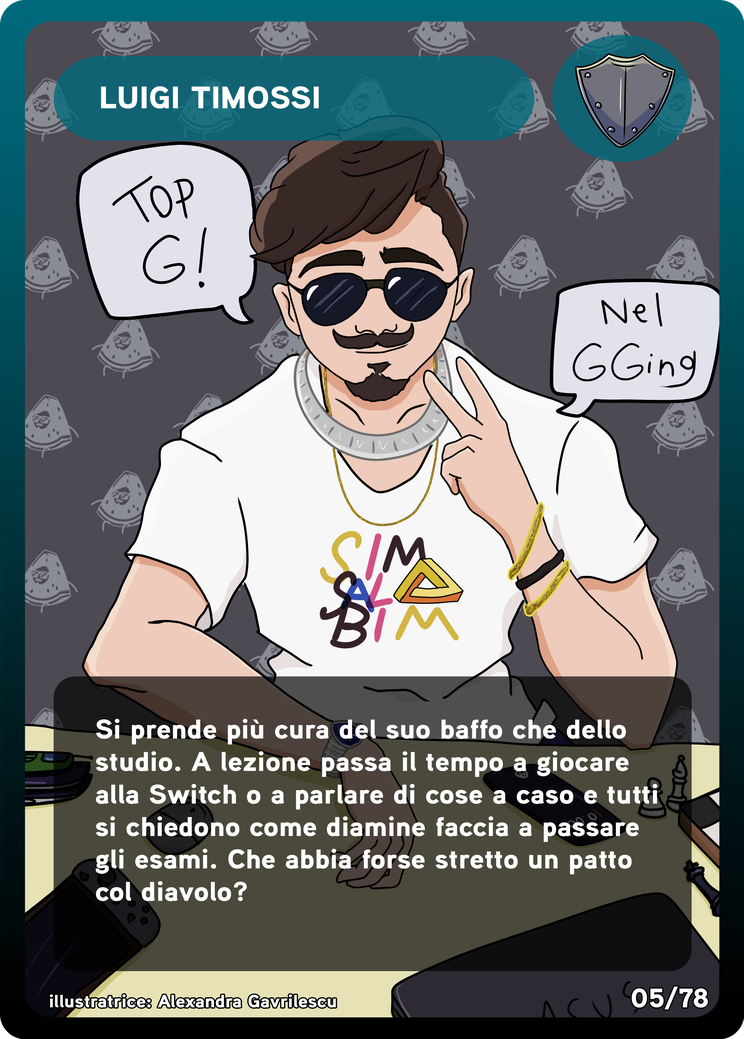 LUIGI TIMOSSI
TOP
G!
Nel
GGing
SIM
SAL
BIM
Si prende più cura del suo baffo che dello
studio. A lezione passa il tempo a giocare
alla Switch o a parlare di cose a caso e tutti
si chiedono come diamine faccia a passare
gli esami. Che abbia forse stretto un patto
col diavolo?
ASUS
illustratrice: Alexandra Gavrilescu
05/78